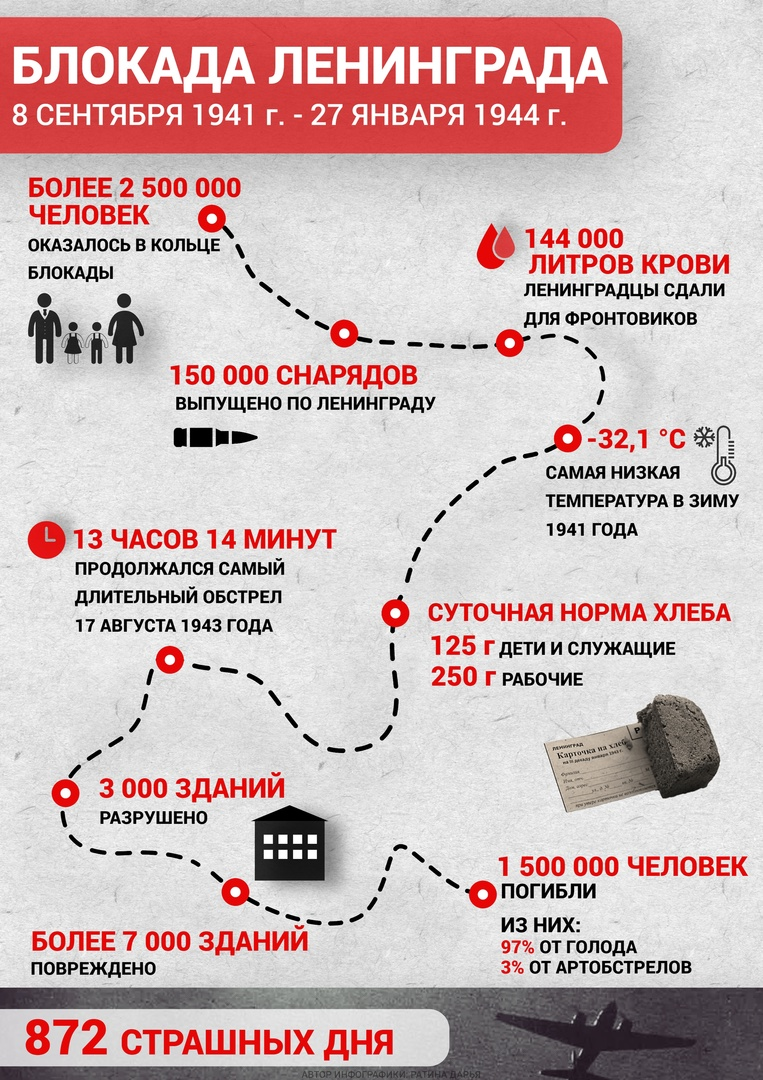 БЛОКАДА ЛЕНИНГРАДА
8 СЕНТЯБРЯ 1941 г. - 27 ЯНВАРЯ 1944 г.
БОЛЕЕ 2 500 000
ЧЕЛОВЕК
ОКАЗАЛОСЬ В КОЛЬЦЕ
БЛОКАДЫ
144 000
ЛИТРОВ КРОВИ
ЛЕНИНГРАДЦЫ СДАЛИ
ДЛЯ ФРОНТОВИКОВ
150 000 СНАРЯДОВ
ВЫПУЩЕНО ПО ЛЕНИНГРАДУ
-32,1 °C
САМАЯ НИЗКАЯ
ТЕМПЕРАТУРА В ЗИМУ
1941 ГОДА
13 ЧАСОВ 14 МИНУТ
ПРОДОЛЖАЛСЯ САМЫЙ
ДЛИТЕЛЬНЫЙ ОБСТРЕЛ
17 АВГУСТА 1943 ГОДА
СУТОЧНАЯ НОРМА ХЛЕБА
125 г ДЕТИ И СЛУЖАЩИЕ
250 г РАБОЧИЕ
ЛЕНИНГРАД
Карточка на хлеб
3 000 ЗДАНИЙ
РАЗРУШЕНО
1 500 000 ЧЕЛОВЕК
ПОГИБЛИ
ИЗ НИХ:
97% ОТ ГОЛОДА
3% ОТ АРТОБСТРЕЛОВ
БОЛЕЕ 7 000 ЗДАНИЙ
ПОВРЕЖДЕНО
872 СТРАШНЫХ ДНЯ
АВТОР ИНФОГРАФИКИ: РАТИНА ДАРЬЯ